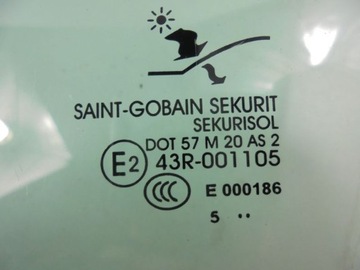 SAINT-GOBAIN SEKURIT
SEKURISOL
DOT 57 M 20 AS 2
E2 43R-001105
CCC E 000186
5 ..